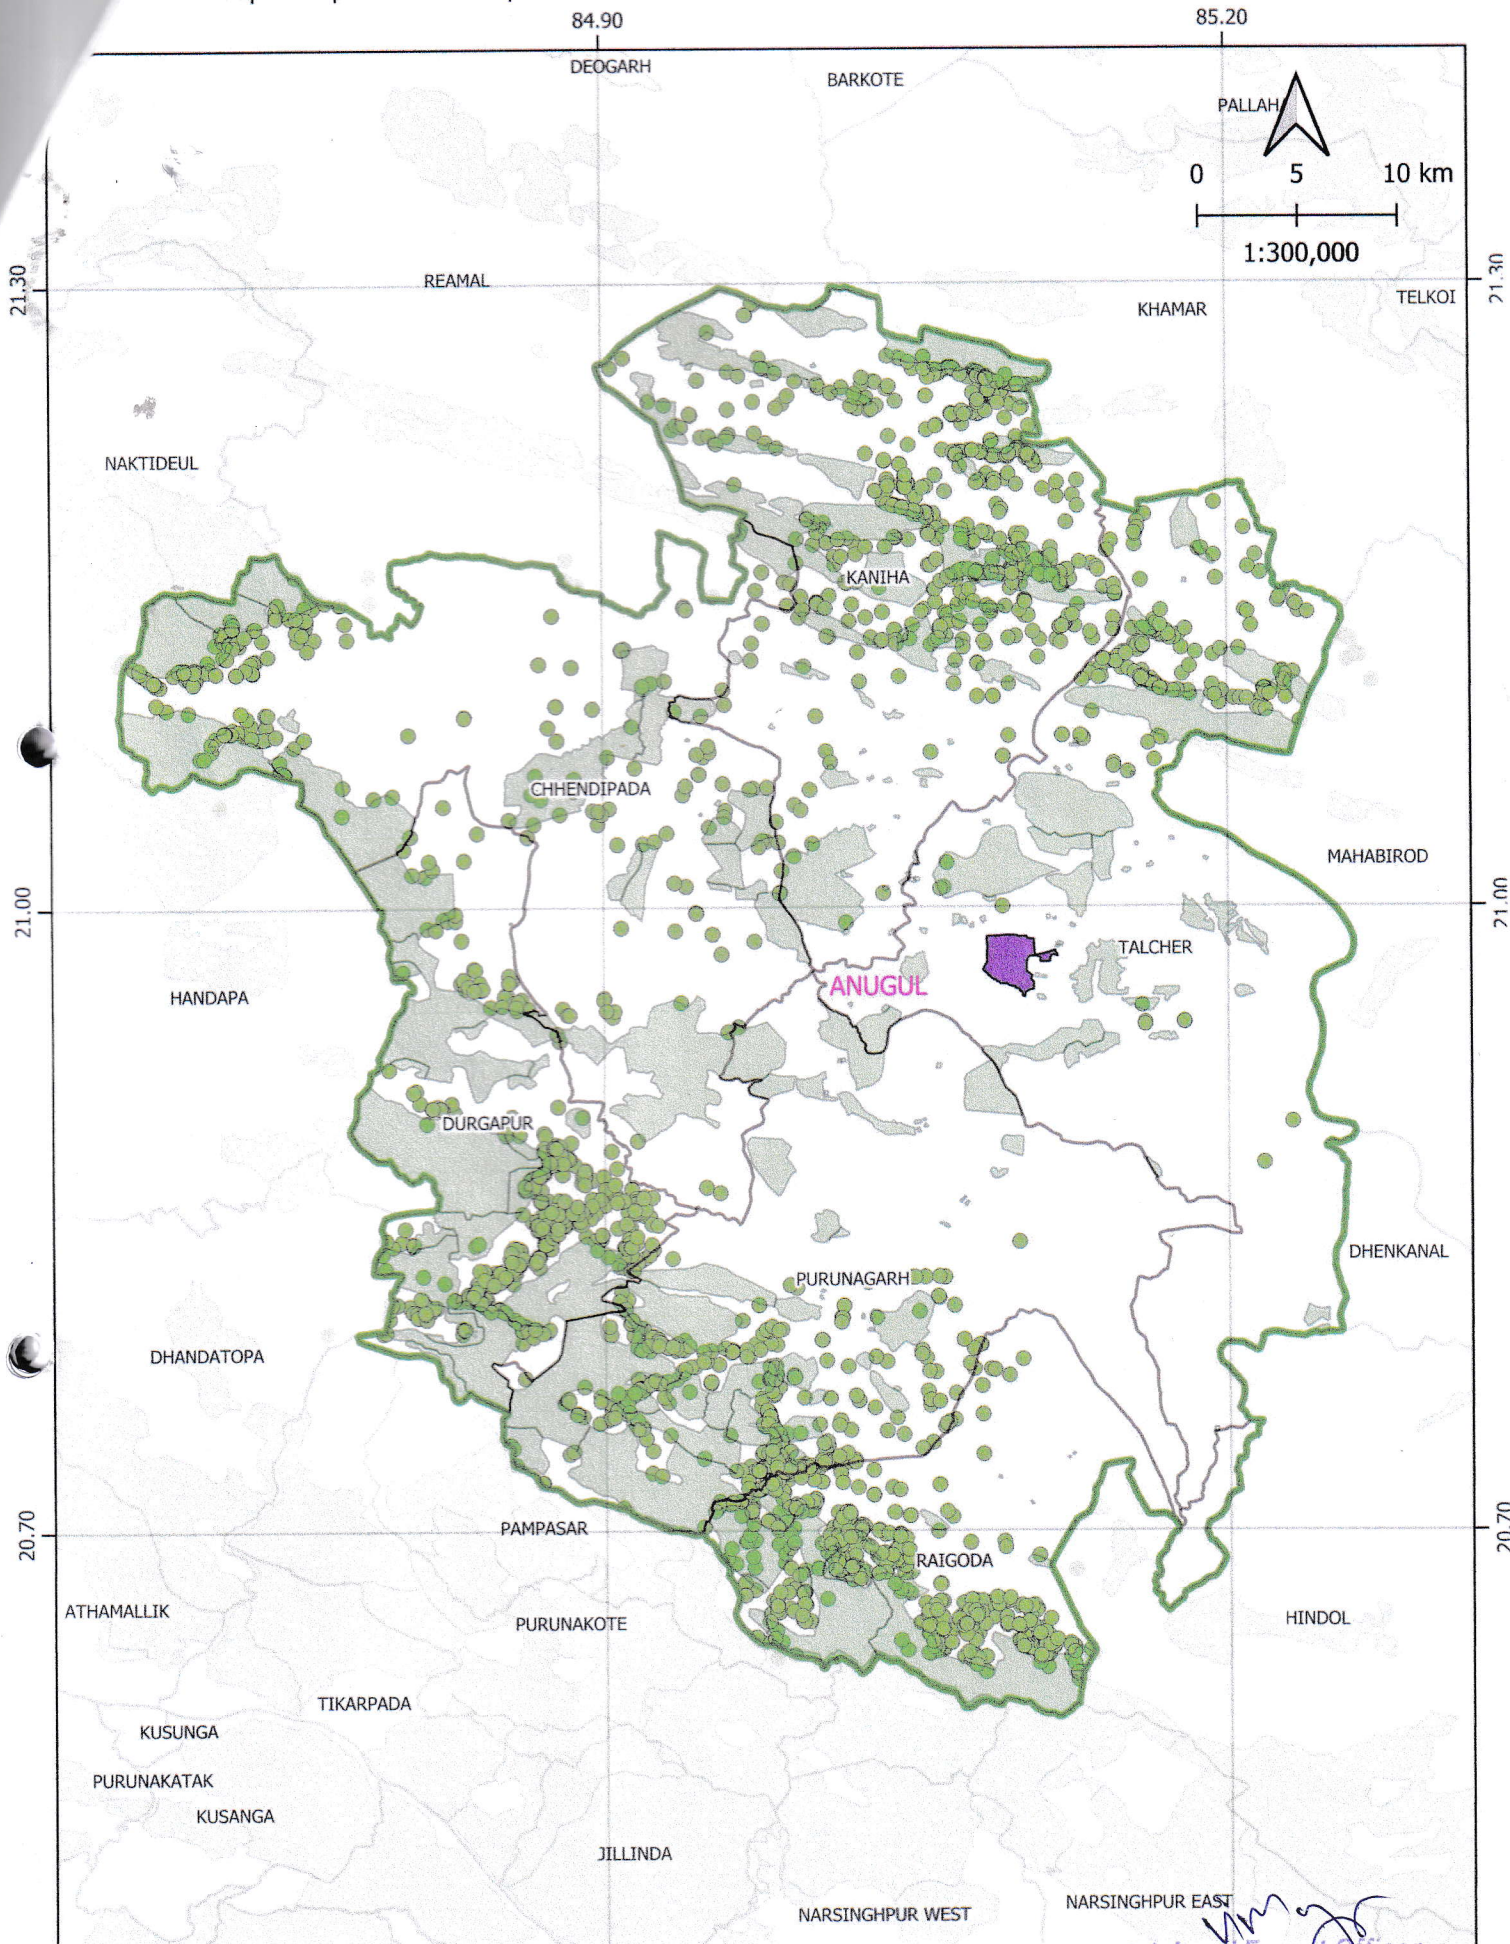 84.90
85.20
DEOGARH
BARKOTE
PALLAH
0 5 10 km
1:300,000
21.30
21.30
REAMAL
KHAMAR
TELKOI
NAKTIDEUL
KANIHA
CHHENDIPADA
MAHABIROD
21.00
21.00
TALCHER
ANUGUL
HANDAPA
DURGAPUR
DHENKANAL
PURUNAGARH
DHANDATOPA
20.70
20.70
PAMPASAR
RAIGODA
ATHAMALLIK
PURUNAKOTE
HINDOL
TIKARPADA
KUSUNGA
PURUNAKATAK
KUSANGA
JILLINDA
NARSINGHPUR EAST
NARSINGHPUR WEST